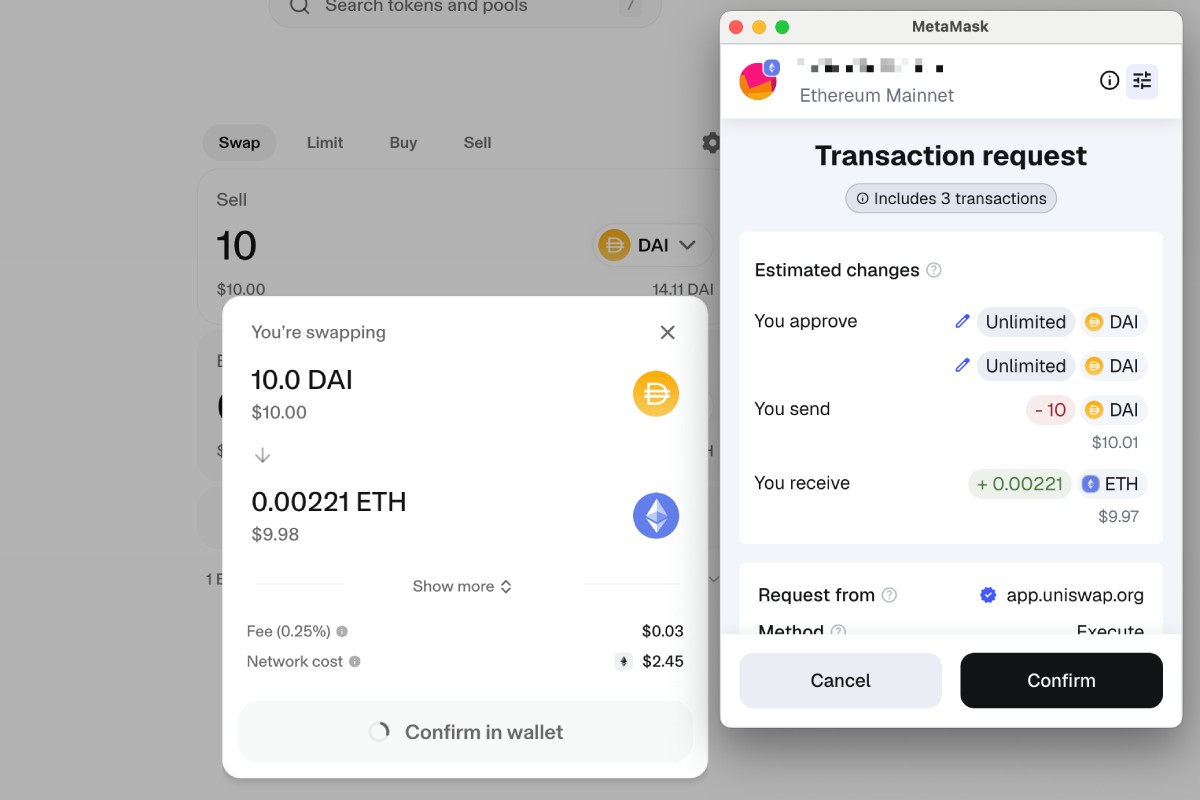 Search tokens and pools
/
Swap
Limit
Buy
Sell
Sell
10
DAI
$10.00
14.11 DAI
You're swapping
10.0 DAI
$10.00
0.00221 ETH
$9.98
Show more
Fee (0.25%)
$0.03
Network cost
$2.45
Confirm in wallet
MetaMask
Ethereum Mainnet
Transaction request
Includes 3 transactions
Estimated changes
You approve
Unlimited
DAI
Unlimited
DAI
You send
- 10
DAI
$10.01
You receive
+ 0.00221
ETH
$9.97
Request from
app.uniswap.org
Method
Execute
Cancel
Confirm